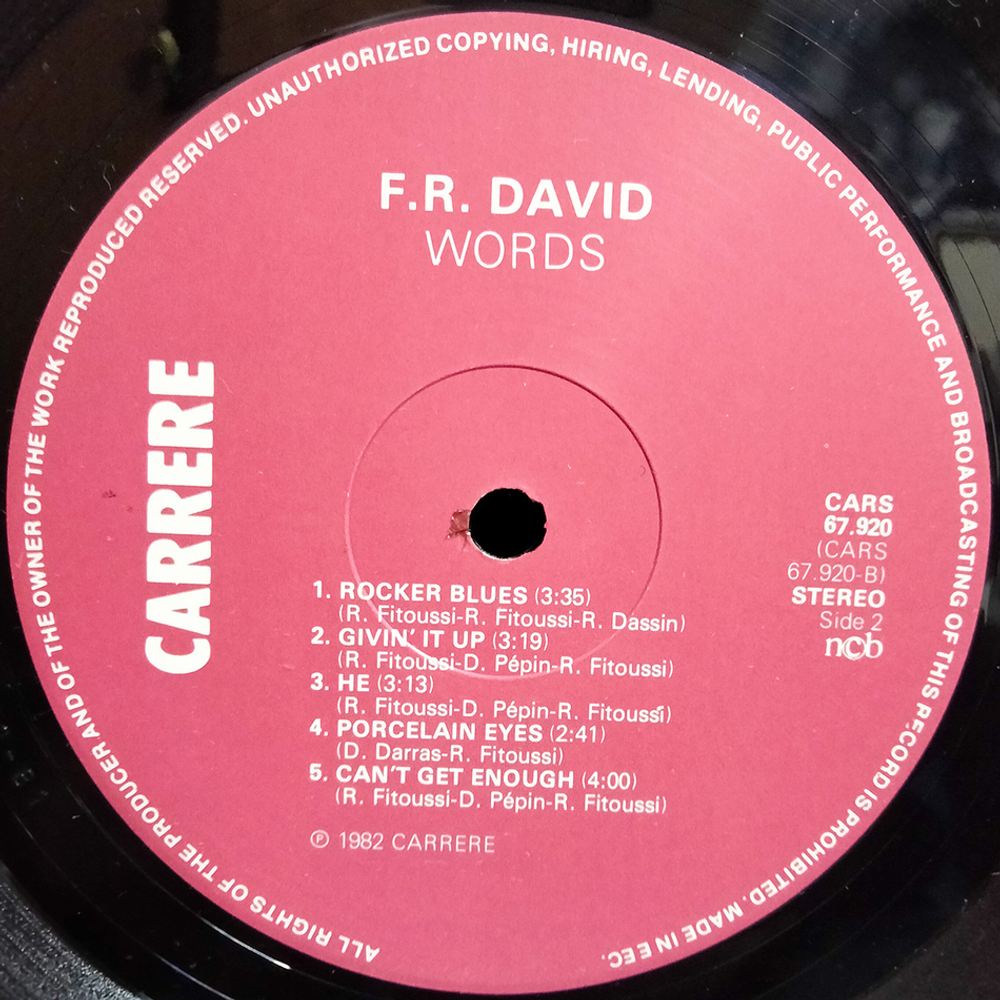 ALL RIGHTS OF THE PRODUCER AND OF THE OWNER OF THE WORK REPRODUCED RESERVED. UNAUTHORIZED COPYING, HIRING, LENDING, PUBLIC PERFORMANCE AND BROADCASTING OF THIS RECORD IS PROHIBITED. MADE IN EEC.
F.R. DAVID
WORDS
CARRERE
CARS
67.920
(CARS
67.920-B)
STEREO
Side 2
ncb
1. ROCKER BLUES (3:35)
(R. Fitoussi-R. Fitoussi-R. Dassin)
2. GIVIN' IT UP (3:19)
(R. Fitoussi-D. Pépin-R. Fitoussi)
3. HE (3:13)
(R. Fitoussi-D. Pépin-R. Fitoussi)
4. PORCELAIN EYES (2:41)
(D. Darras-R. Fitoussi)
5. CAN'T GET ENOUGH (4:00)
(R. Fitoussi-D. Pépin-R. Fitoussi)
℗ 1982 CARRERE